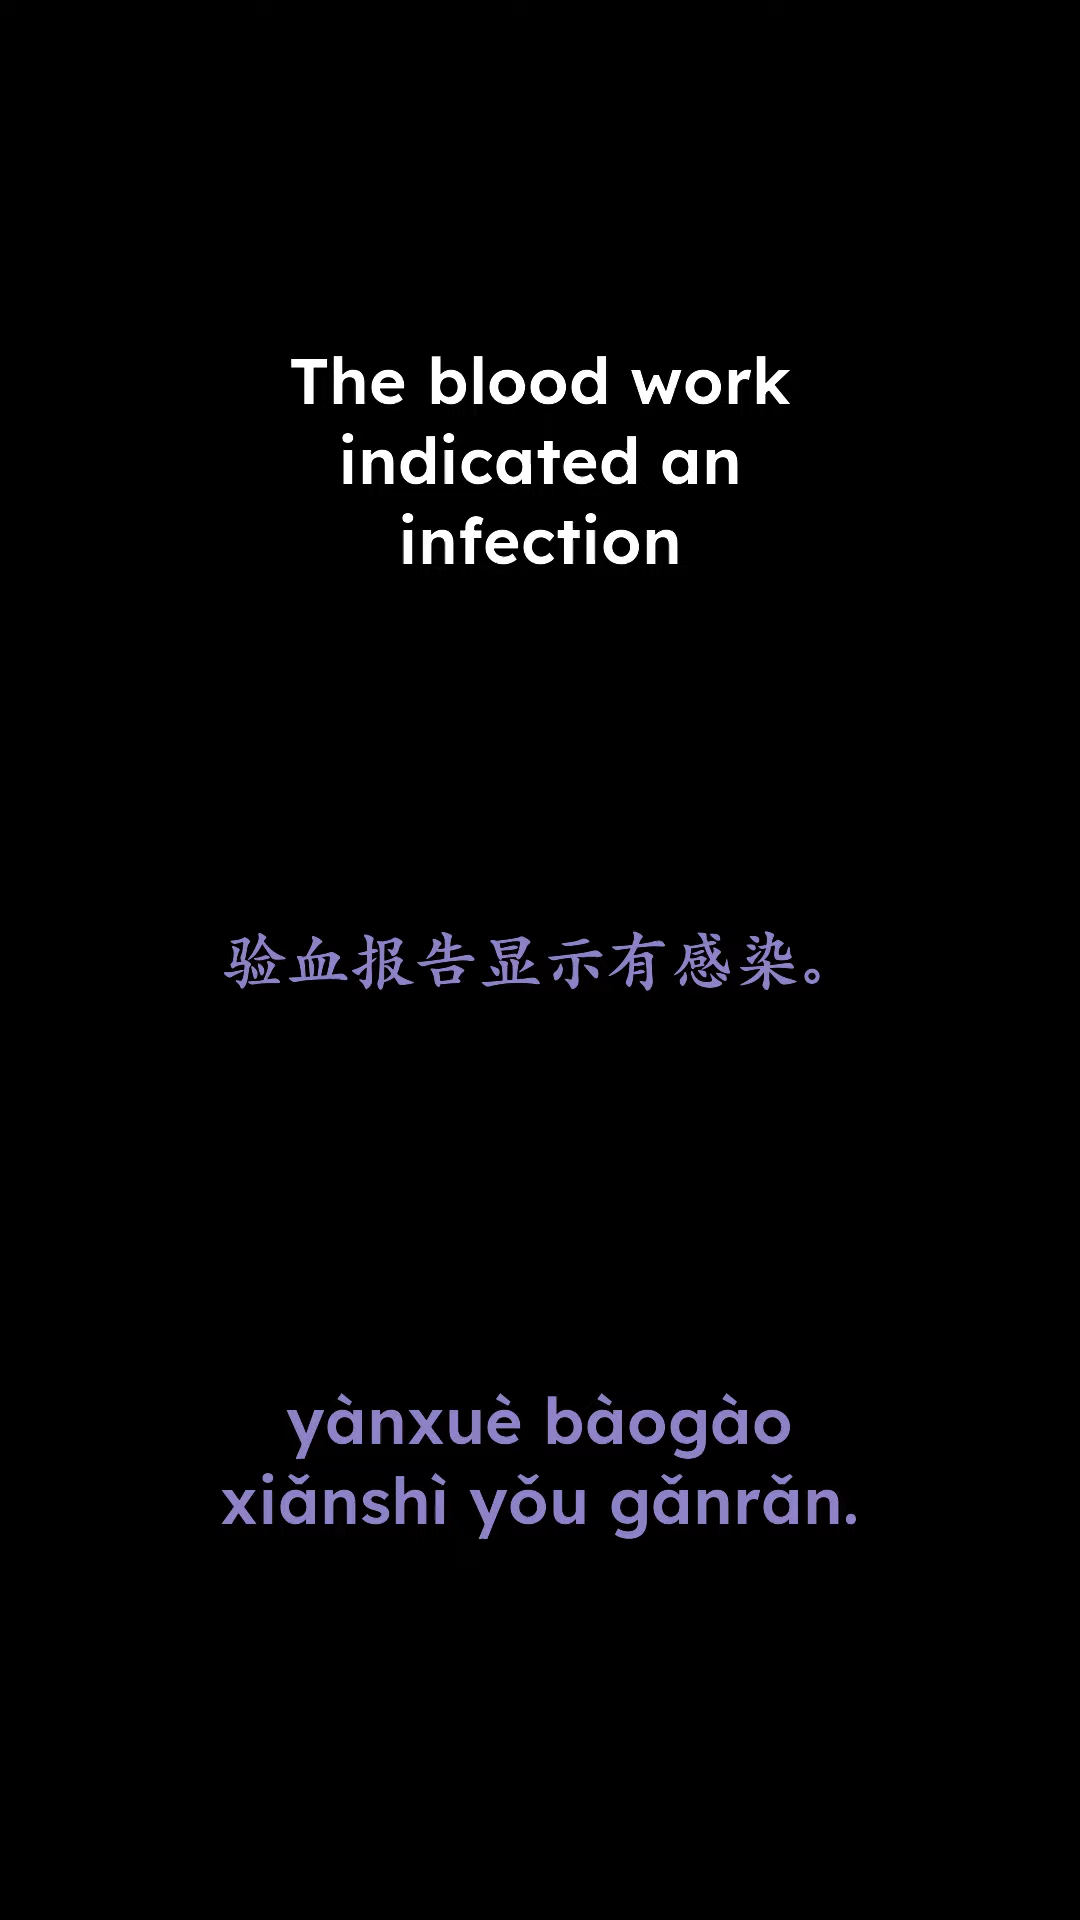 The blood work
indicated an
infection
验血报告显示有感染。
yànxuè bàogào
xiǎnshì yǒu gǎnrǎn.